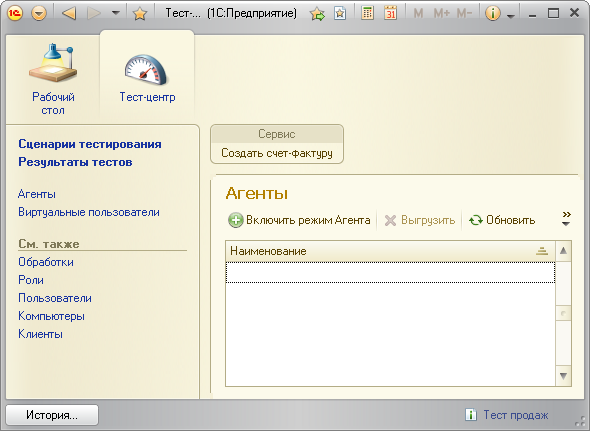 Тест-... (1С:Предприятие)
M M+ M-
Рабочий
стол
Тест-центр
Сценарии тестирования
Результаты тестов
Агенты
Виртуальные пользователи
См. также
Обработки
Роли
Пользователи
Компьютеры
Клиенты
Сервис
Создать счет-фактуру
Агенты
Включить режим Агента
Выгрузить
Обновить
Наименование
История...
Тест продаж